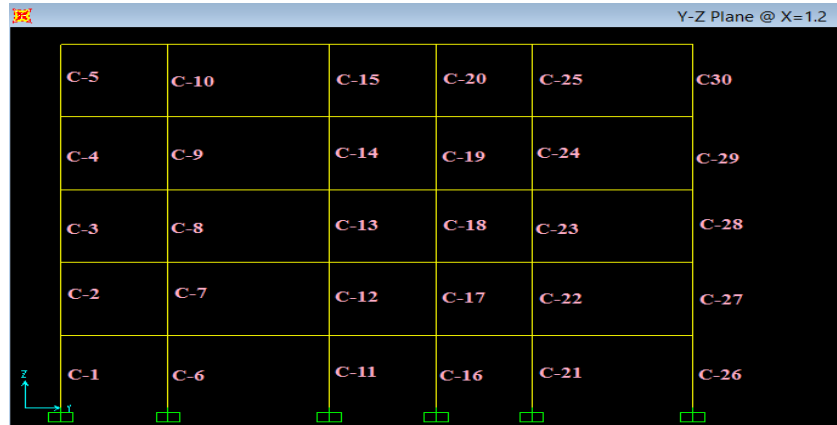 Y-Z Plane @ X=1.2
C-5 C-10 C-15 C-20 C-25 C30
C-4 C-9 C-14 C-19 C-24 C-29
C-3 C-8 C-13 C-18 C-23 C-28
C-2 C-7 C-12 C-17 C-22 C-27
C-1 C-6 C-11 C-16 C-21 C-26
Z
Y